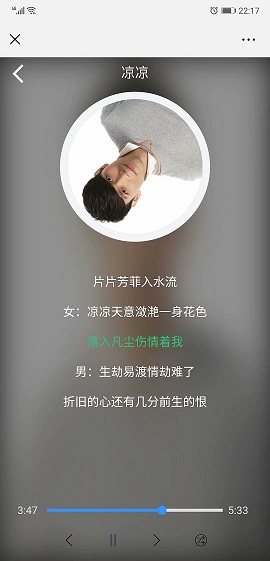 22:17
凉凉
片片芳菲入水流
女：凉凉天意潋滟一身花色
落入凡尘伤情着我
男：生劫易渡情劫难了
折旧的心还有几分前生的恨
3:47
5:33